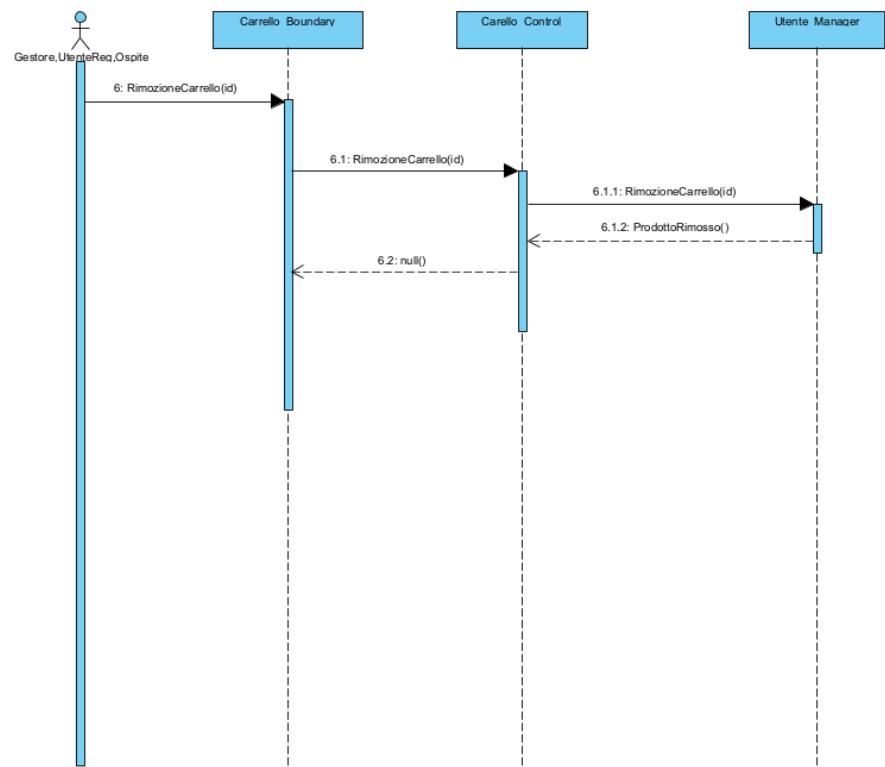 Carrello Boundary
Carello Control
Utente Manager
Gestore,UtenteReg,Ospite
6: RimozioneCarrello(id)
6.1: RimozioneCarrello(id)
6.1.1: RimozioneCarrello(id)
6.1.2: ProdottoRimosso()
6.2: null()